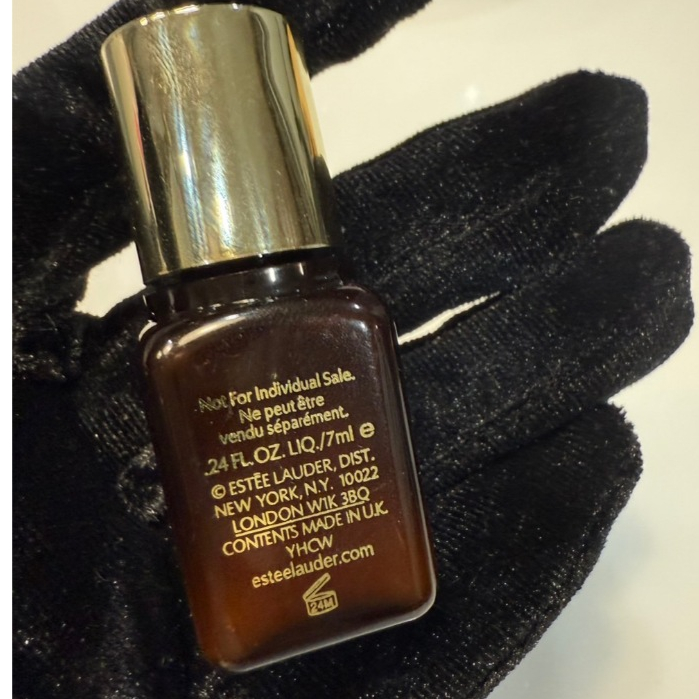 Not For Individual Sale.
Ne peut être
vendu séparément.
.24 FL. OZ. LIQ./7ml ℮
© ESTÉE LAUDER, DIST.
NEW YORK, N.Y. 10022
LONDON W1K 3BQ
CONTENTS MADE IN U.K.
YHCW
esteelauder.com
24M